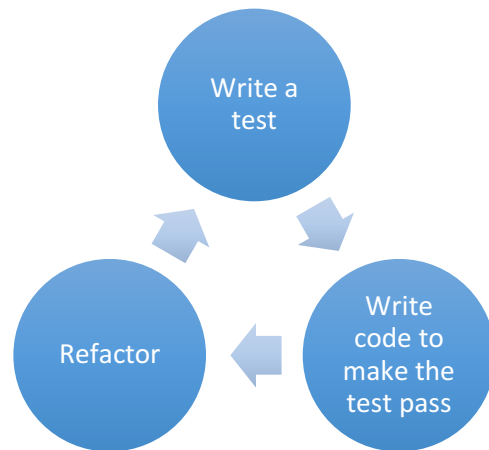 Write a
test
Write
code to
make the
test pass
Refactor